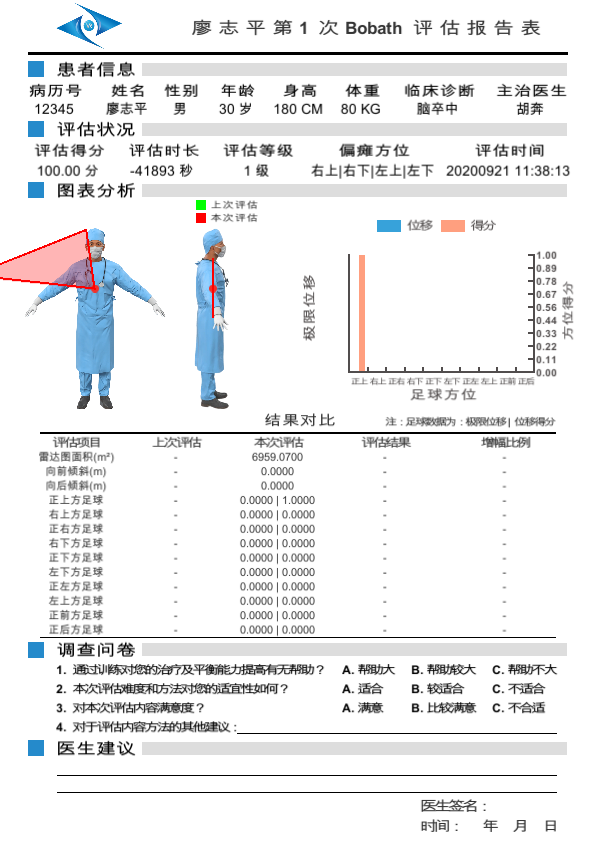 廖志平第1次Bobath 评估报告表
患者信息
病历号 姓名 性别 年龄 身高 体重 临床诊断 主治医生
12345 廖志平 男 30 岁 180 CM 80 KG 脑卒中 胡奔
评估状况
评估得分 评估时长 评估等级 偏瘫方位 评估时间
100.00 分 -41893 秒 1 级 右上|右下|左上|左下 20200921 11:38:13
图表分析
上次评估
本次评估
位移 得分
极限位移
1.00
0.89
0.78
0.67
0.56
0.44
0.33
0.22
0.11
0.00
方位得分
正上 右上 正右 右下 正下 左下 正左 左上 正前 正后
足球方位
结果对比 注：足球数据为：极限位移| 位移得分
评估项目 上次评估 本次评估 评估结果 增幅比例
雷达图面积(m²) - 6959.0700 - -
向前倾斜(m) - 0.0000 - -
向后倾斜(m) - 0.0000 - -
正上方足球 - 0.0000 | 1.0000 - -
右上方足球 - 0.0000 | 0.0000 - -
正右方足球 - 0.0000 | 0.0000 - -
右下方足球 - 0.0000 | 0.0000 - -
正下方足球 - 0.0000 | 0.0000 - -
左下方足球 - 0.0000 | 0.0000 - -
正左方足球 - 0.0000 | 0.0000 - -
左上方足球 - 0.0000 | 0.0000 - -
正前方足球 - 0.0000 | 0.0000 - -
正后方足球 - 0.0000 | 0.0000 - -
调查问卷
1. 通过训练对您的治疗及平衡能力提高有无帮助？ A. 帮助大 B. 帮助较大 C. 帮助不大
2. 本次评估难度和方法对您的适宜性如何？ A. 适合 B. 较适合 C. 不适合
3. 对本次评估内容满意度？ A. 满意 B. 比较满意 C. 不合适
4. 对于评估内容方法的其他建议：
医生建议
医生签名：
时间： 年 月 日